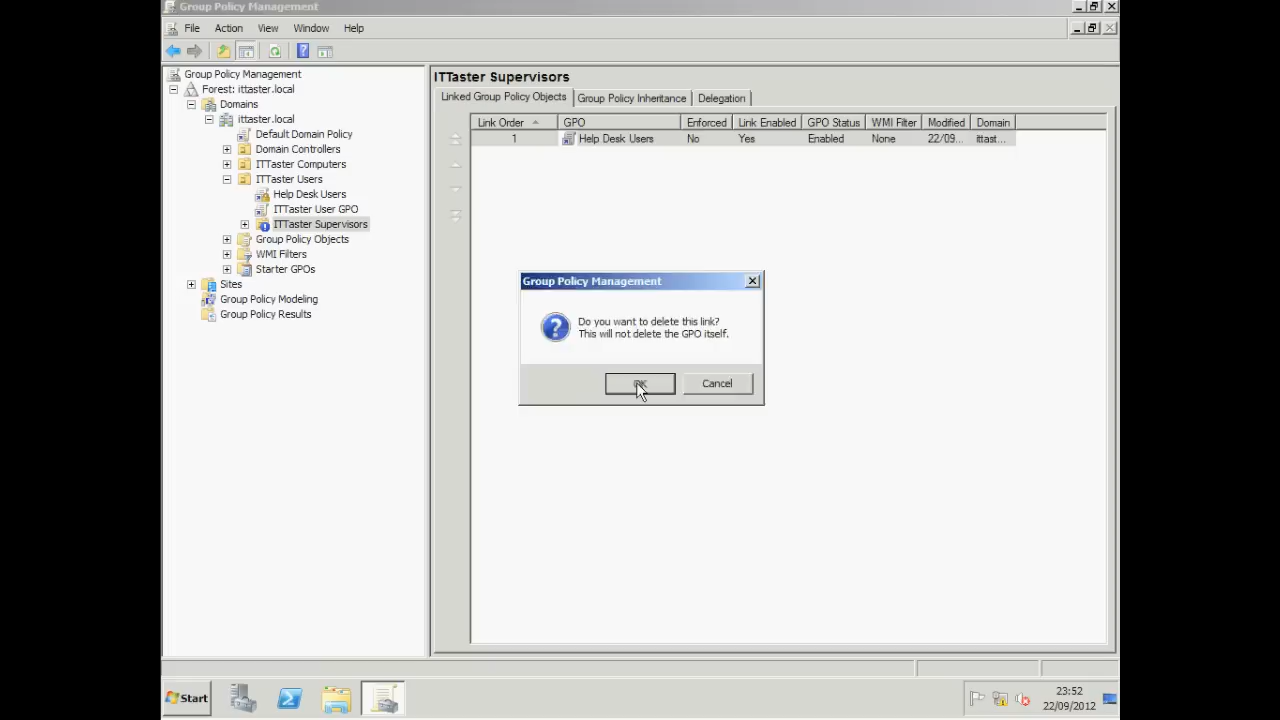 Group Policy Management
File Action View Window Help
Group Policy Management
Forest: ittaster.local
Domains
ittaster.local
Default Domain Policy
Domain Controllers
ITTaster Computers
ITTaster Users
Help Desk Users
ITTaster User GPO
ITTaster Supervisors
Group Policy Objects
WMI Filters
Starter GPOs
Sites
Group Policy Modeling
Group Policy Results
ITTaster Supervisors
Linked Group Policy Objects Group Policy Inheritance Delegation
Link Order GPO Enforced Link Enabled GPO Status WMI Filter Modified Domain
1 Help Desk Users No Yes Enabled None 22/09... ittast...
Group Policy Management
Do you want to delete this link?
This will not delete the GPO itself.
OK Cancel
Start
23:52
22/09/2012